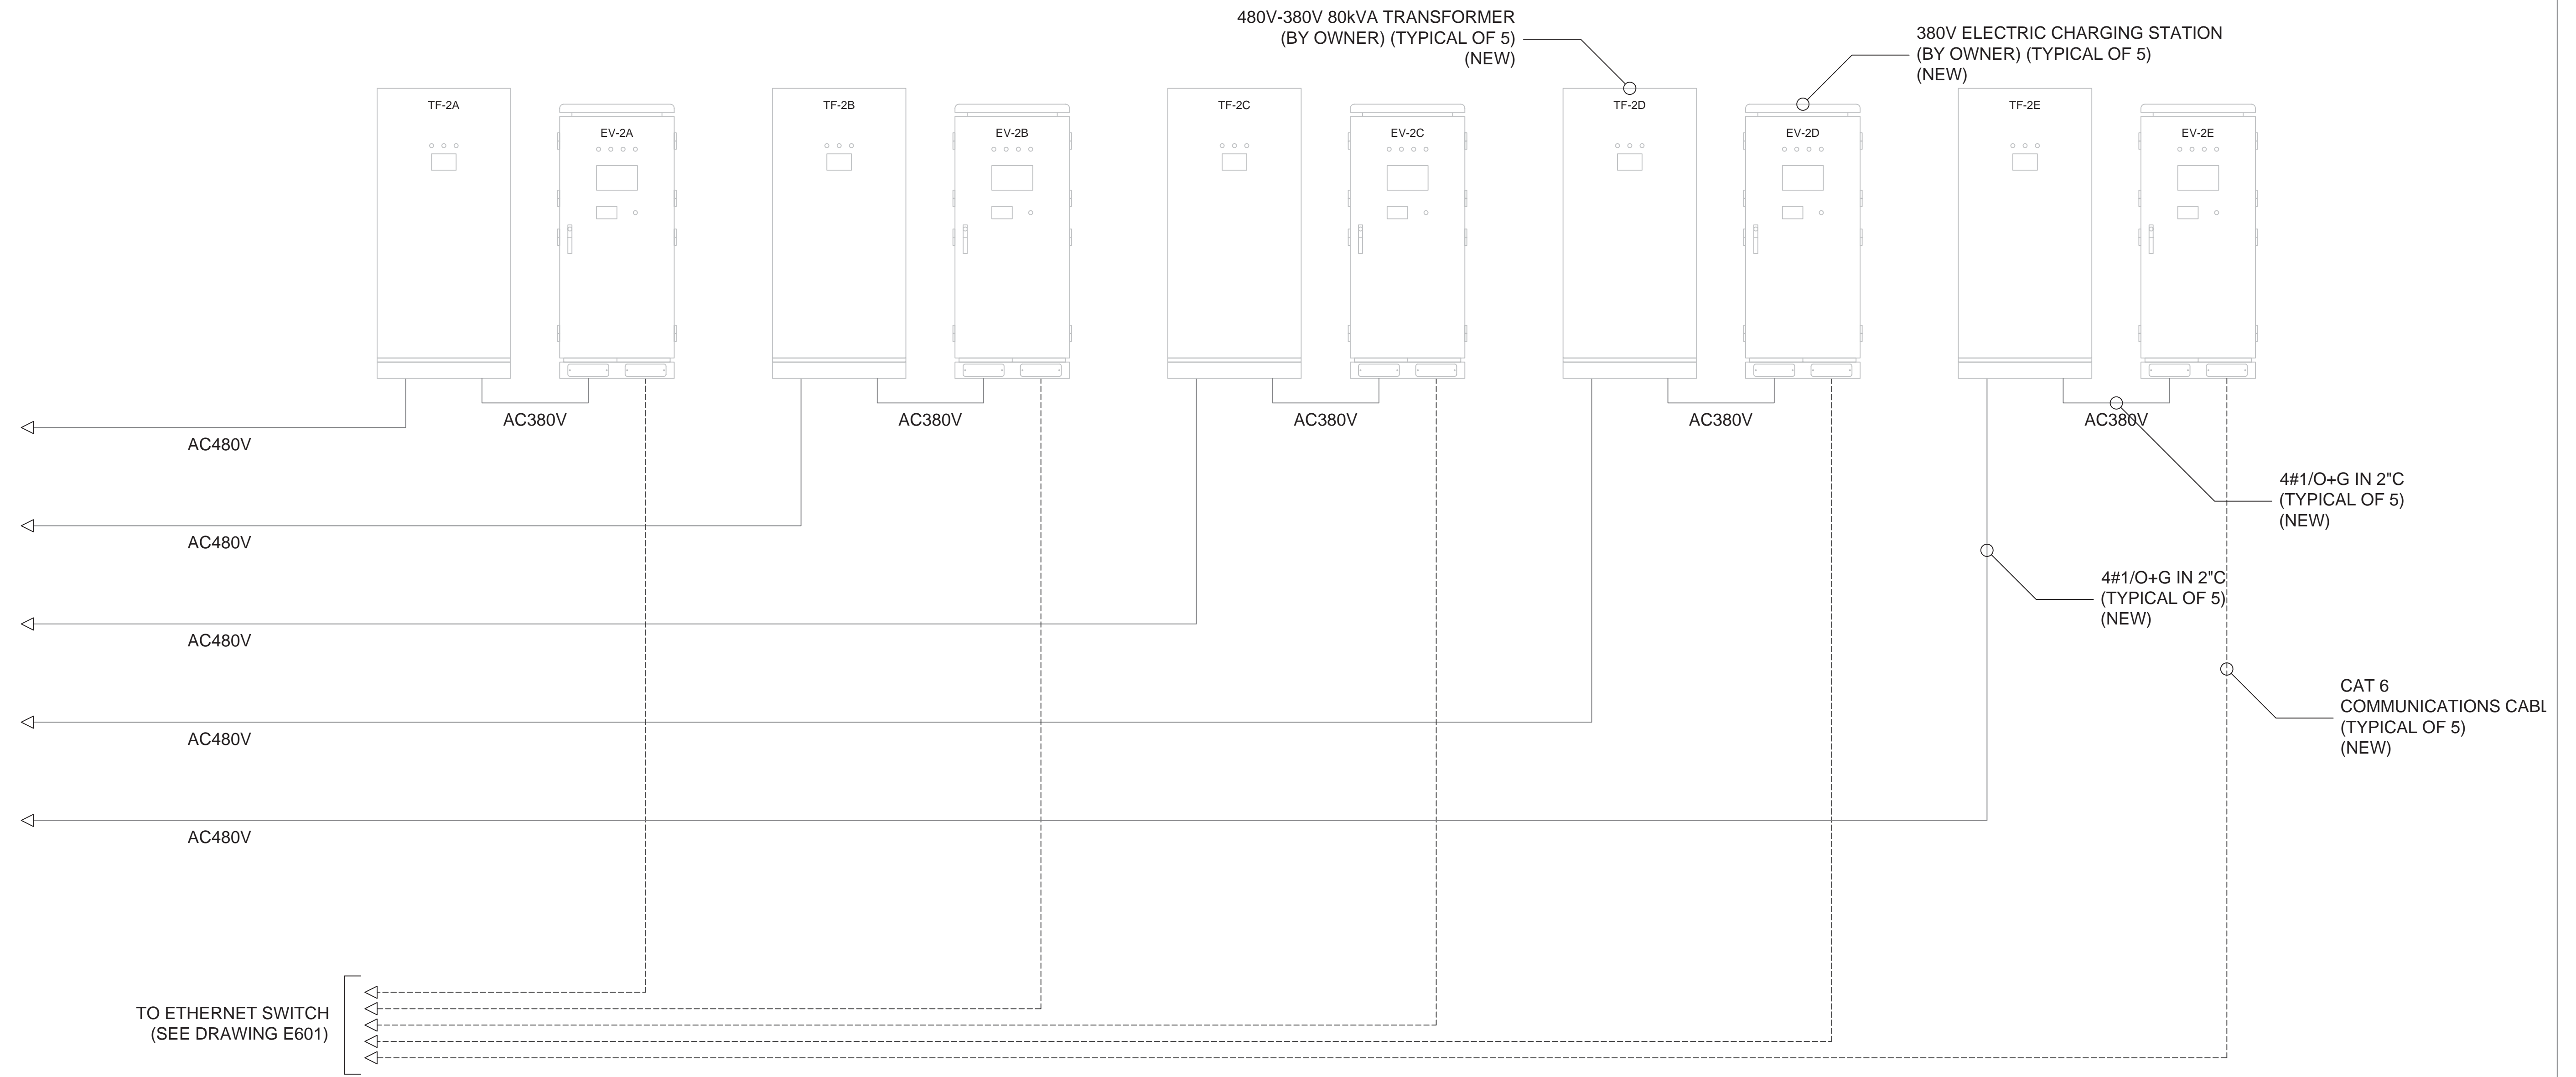 480V-380V 80kVA TRANSFORMER
(BY OWNER) (TYPICAL OF 5)
(NEW)
380V ELECTRIC CHARGING STATION
(BY OWNER) (TYPICAL OF 5)
(NEW)
TF-2A
EV-2A
TF-2B
EV-2B
TF-2C
EV-2C
TF-2D
EV-2D
TF-2E
EV-2E
AC380V
AC380V
AC380V
AC380V
AC380V
AC480V
4#1/O+G IN 2"C
(TYPICAL OF 5)
(NEW)
AC480V
4#1/O+G IN 2"C
(TYPICAL OF 5)
(NEW)
AC480V
CAT 6
COMMUNICATIONS CABL
(TYPICAL OF 5)
(NEW)
AC480V
AC480V
TO ETHERNET SWITCH
(SEE DRAWING E601)